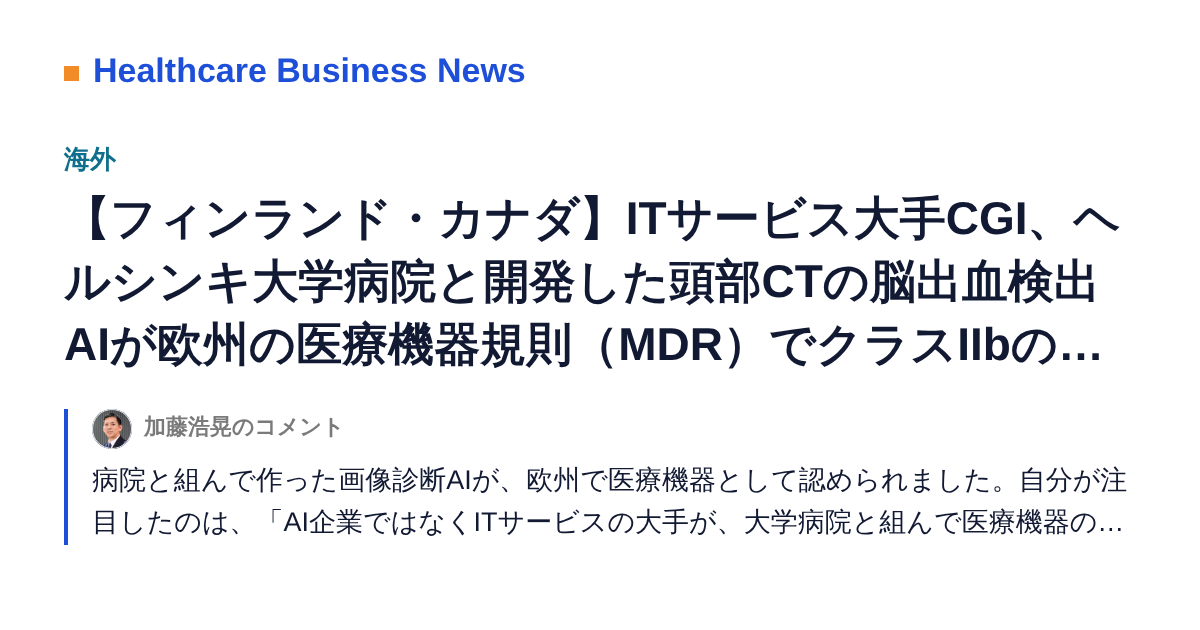 Healthcare Business News
海外
【フィンランド・カナダ】ITサービス大手CGI、ヘ
ルシンキ大学病院と開発した頭部CTの脳出血検出
AIが欧州の医療機器規則（MDR）でクラスIIbの…
加藤浩晃のコメント
病院と組んで作った画像診断AIが、欧州で医療機器として認められました。自分が注
目したのは、「AI企業ではなくITサービスの大手が、大学病院と組んで医療機器の…